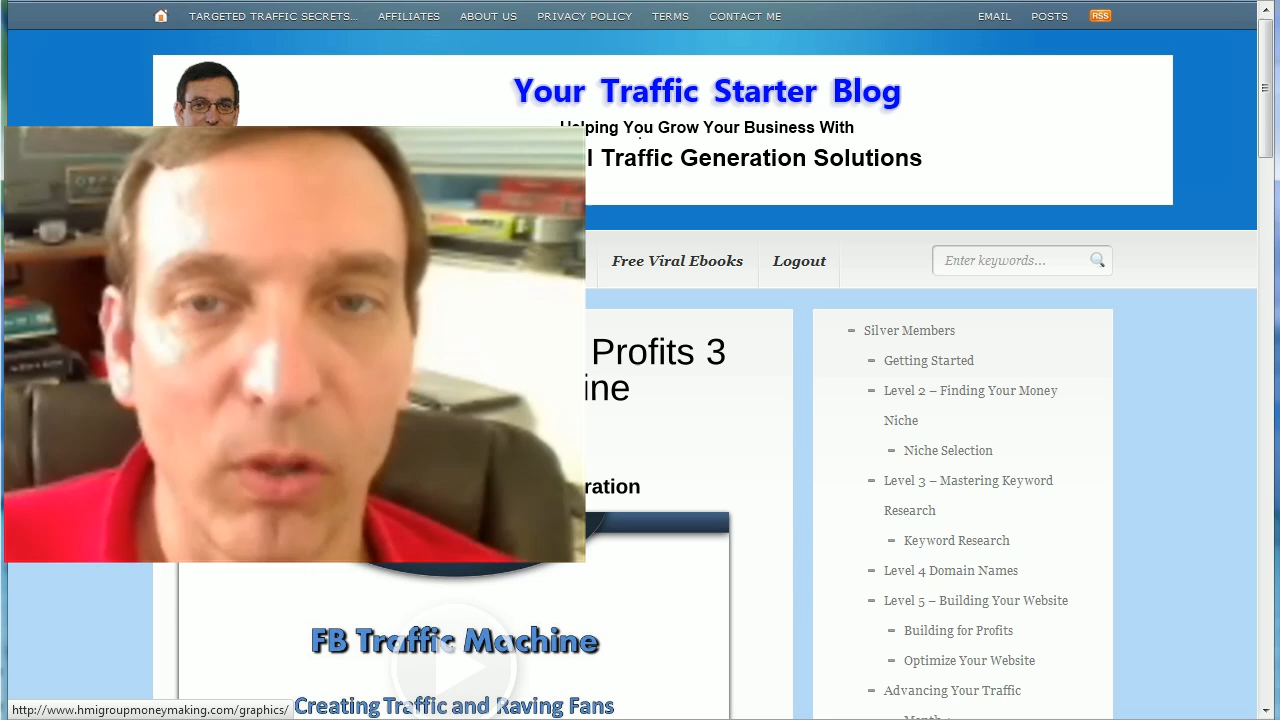 TARGETED TRAFFIC SECRETS... AFFILIATES ABOUT US PRIVACY POLICY TERMS CONTACT ME EMAIL POSTS RSS
Your Traffic Starter Blog
Helping You Grow Your Business With
l Traffic Generation Solutions
Free Viral Ebooks Logout Enter keywords...
Profits 3
ine
ration
FB Traffic Machine
Creating Traffic and Raving Fans
Silver Members
Getting Started
Level 2 – Finding Your Money
Niche
Niche Selection
Level 3 – Mastering Keyword
Research
Keyword Research
Level 4 Domain Names
Level 5 – Building Your Website
Building for Profits
Optimize Your Website
Advancing Your Traffic
http://www.hmigroupmoneymaking.com/graphics/